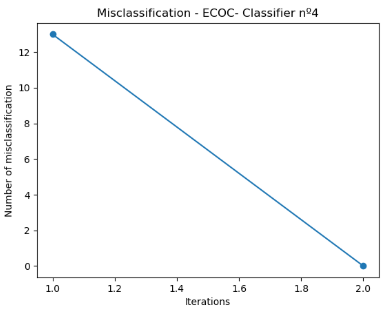 Misclassification - ECOC- Classifier nº4
Number of misclassification
12
10
8
6
4
2
0
1.0 1.2 1.4 1.6 1.8 2.0
Iterations